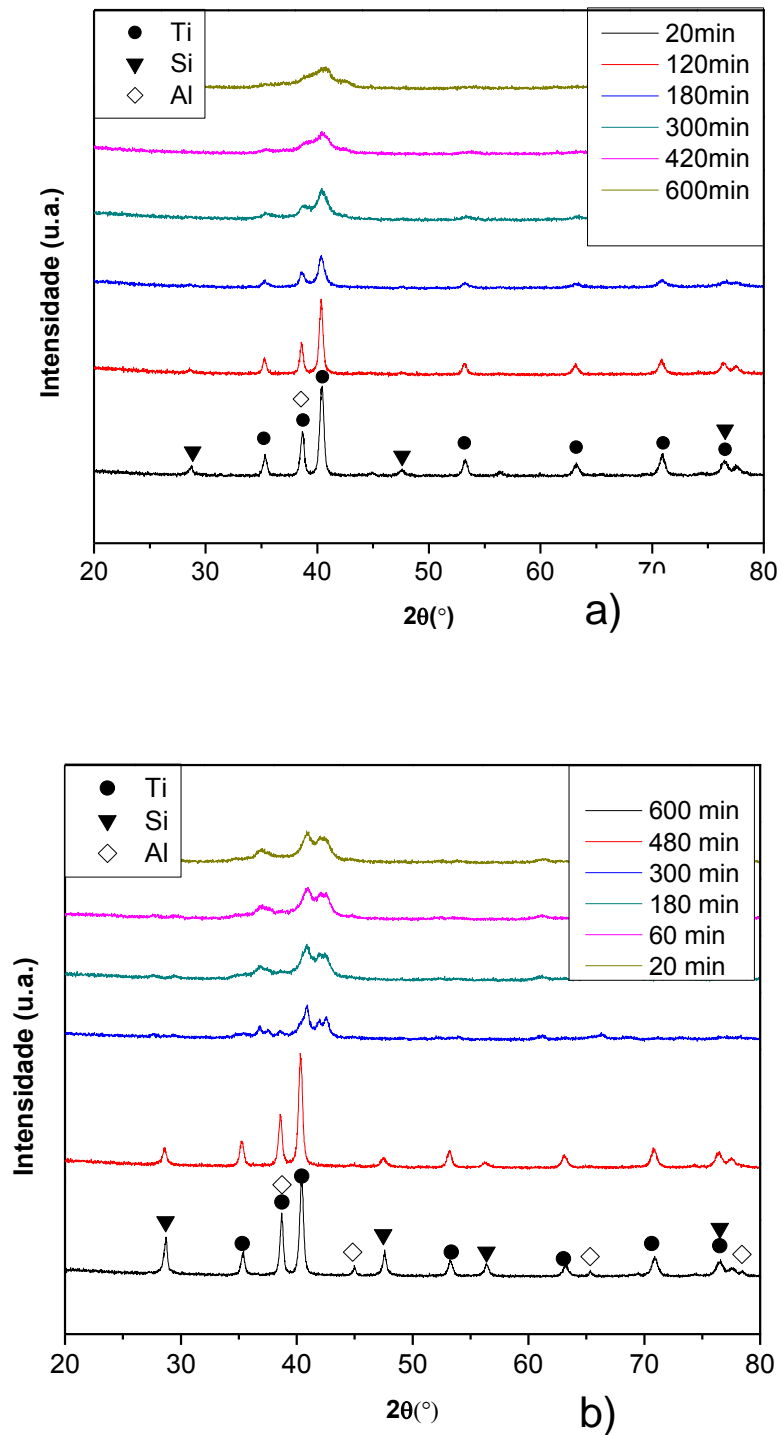 Ti
Si
Al
20min
120min
180min
300min
420min
600min
Intensidade (u.a.)
20 30 40 50 60 70 80
2θ(°)
a)
Ti
Si
Al
600 min
480 min
300 min
180 min
60 min
20 min
Intensidade (u.a.)
20 30 40 50 60 70 80
2θ(°)
b)